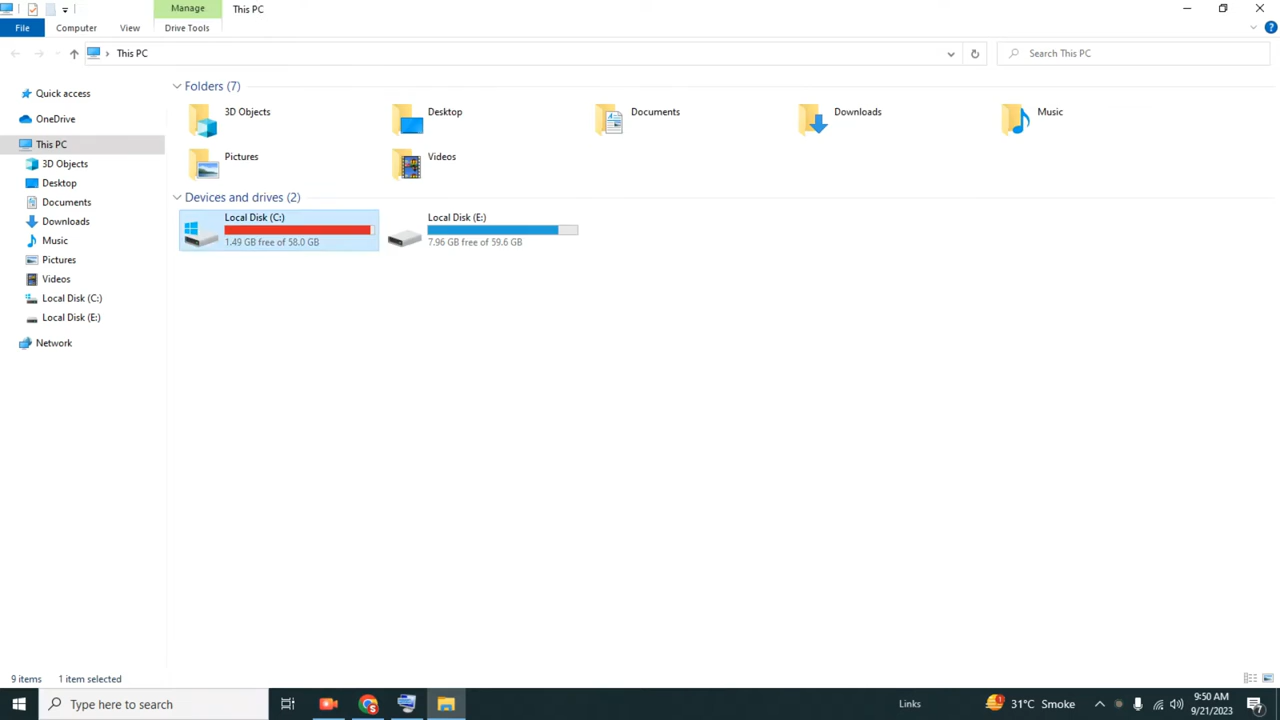 Manage
This PC
File
Computer
View
Drive Tools
This PC
Search This PC
Quick access
OneDrive
This PC
3D Objects
Desktop
Documents
Downloads
Music
Pictures
Videos
Local Disk (C:)
Local Disk (E:)
Network
Folders (7)
3D Objects
Desktop
Documents
Downloads
Music
Pictures
Videos
Devices and drives (2)
Local Disk (C:)
1.49 GB free of 58.0 GB
Local Disk (E:)
7.96 GB free of 59.6 GB
9 items
1 item selected
Type here to search
Links
1
31°C Smoke
9:50 AM
9/21/2023
7